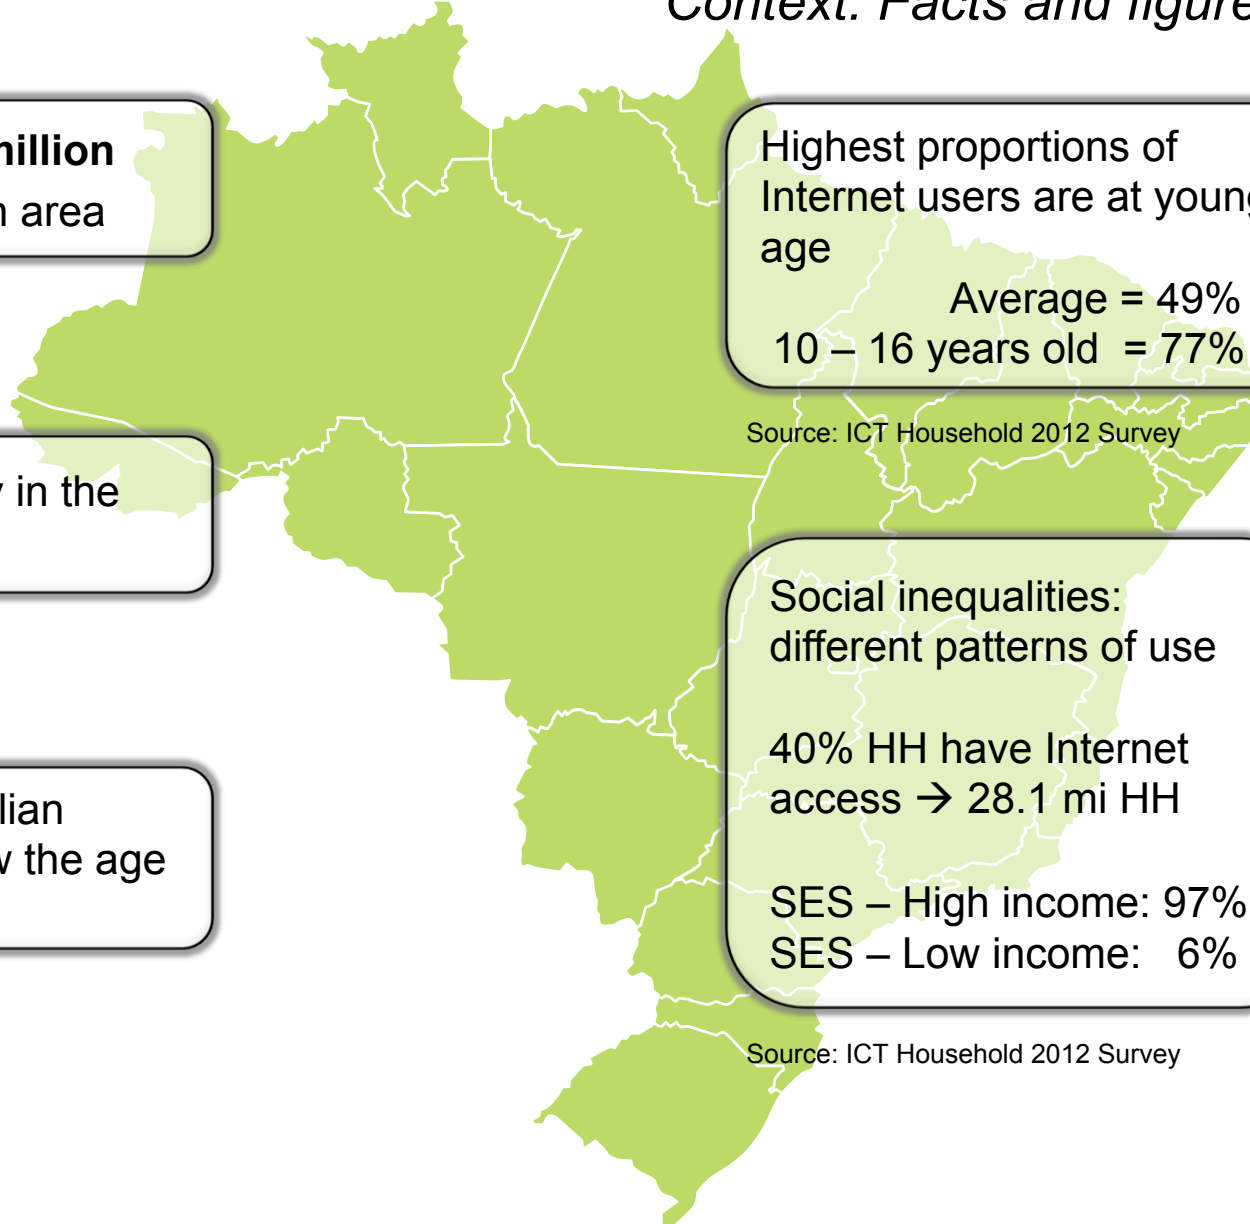 Context: Facts and figure
million
n area
y in the
lian
w the age
Highest proportions of
Internet users are at young
age
Average = 49%
10 – 16 years old = 77%
Source: ICT Household 2012 Survey
Social inequalities:
different patterns of use
40% HH have Internet
access → 28.1 mi HH
SES – High income: 97%
SES – Low income: 6%
Source: ICT Household 2012 Survey